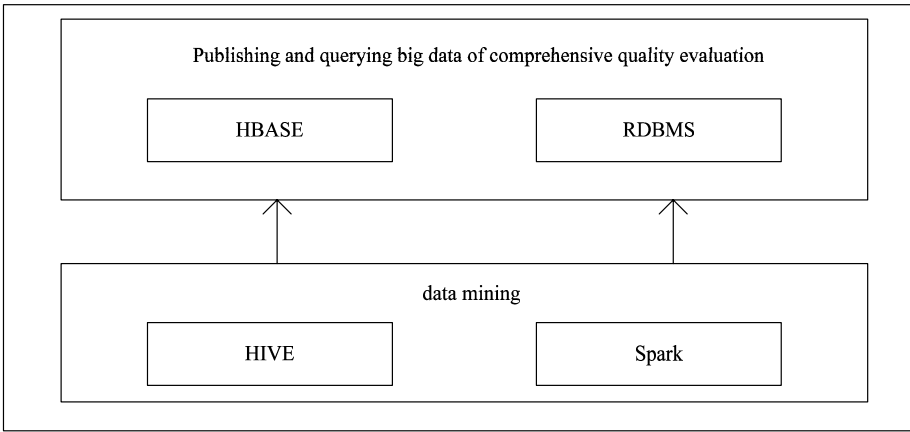 Publishing and querying big data of comprehensive quality evaluation
HBASE
RDBMS
data mining
HIVE
Spark